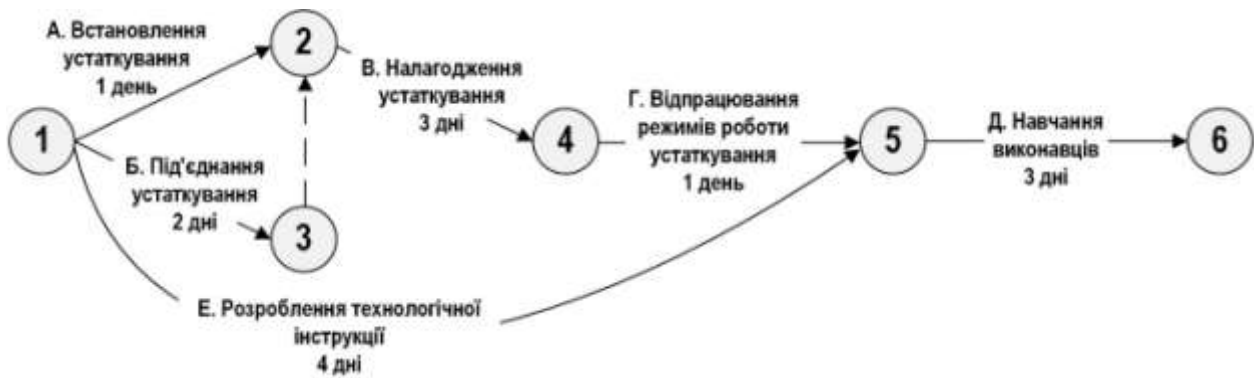 А. Встановлення
устаткування
1 день
2
В. Налагодження
устаткування
3 дні
1
Б. Під'єднання
устаткування
2 дні
3
4
Г. Відпрацювання
режимів роботи
устаткування
1 день
5
Д. Навчання
виконавців
3 дні
6
Е. Розроблення технологічної
інструкції
4 дні